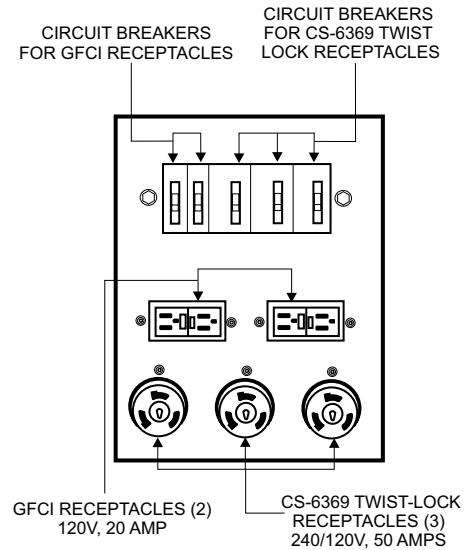 CIRCUIT BREAKERS
FOR GFCI RECEPTACLES
CIRCUIT BREAKERS
FOR CS-6369 TWIST
LOCK RECEPTACLES
GFCI RECEPTACLES (2)
120V, 20 AMP
CS-6369 TWIST-LOCK
RECEPTACLES (3)
240/120V, 50 AMPS